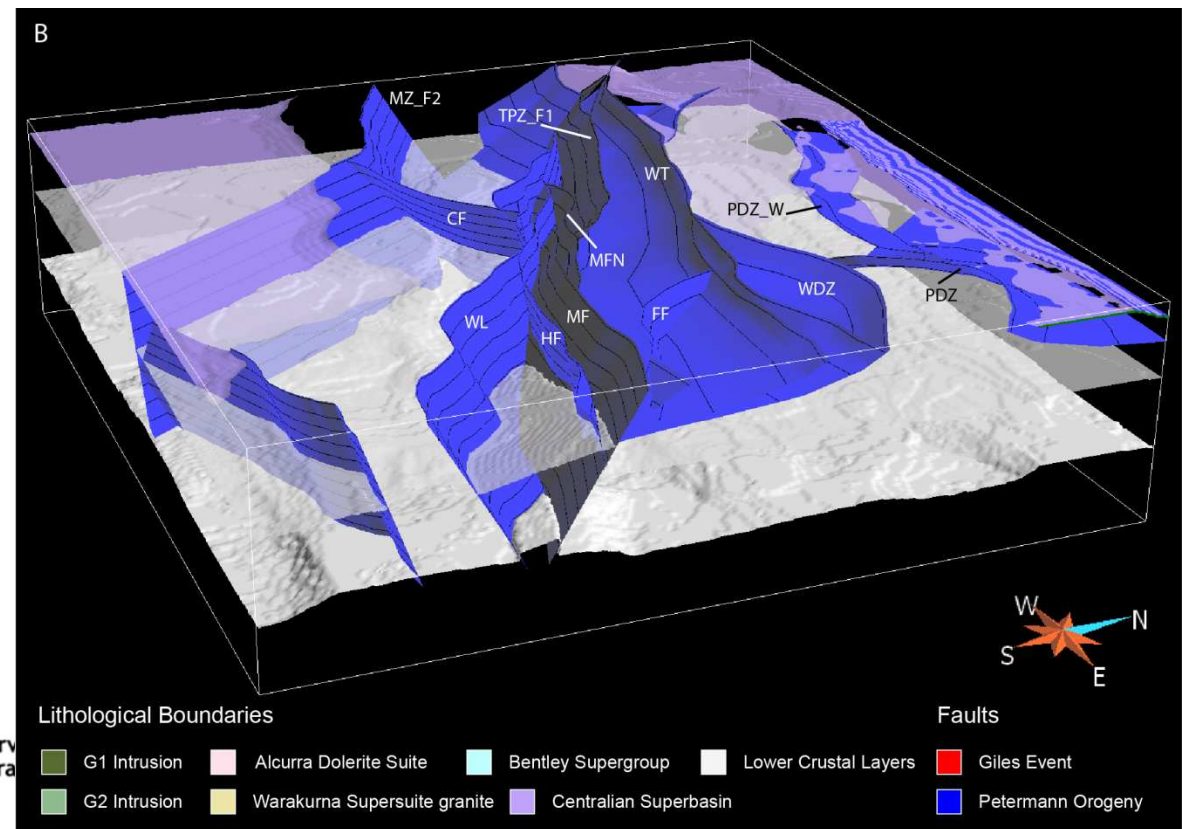 B
MZ_F2
TPZ_F1
WT
PDZ_W
CF
MFN
WDZ
PDZ
WL
HF
MF
FF
W
N
S
E
Lithological Boundaries
Faults
G1 Intrusion
Alcurra Dolerite Suite
Bentley Supergroup
Lower Crustal Layers
Giles Event
G2 Intrusion
Warakurna Supersuite granite
Centralian Superbasin
Petermann Orogeny